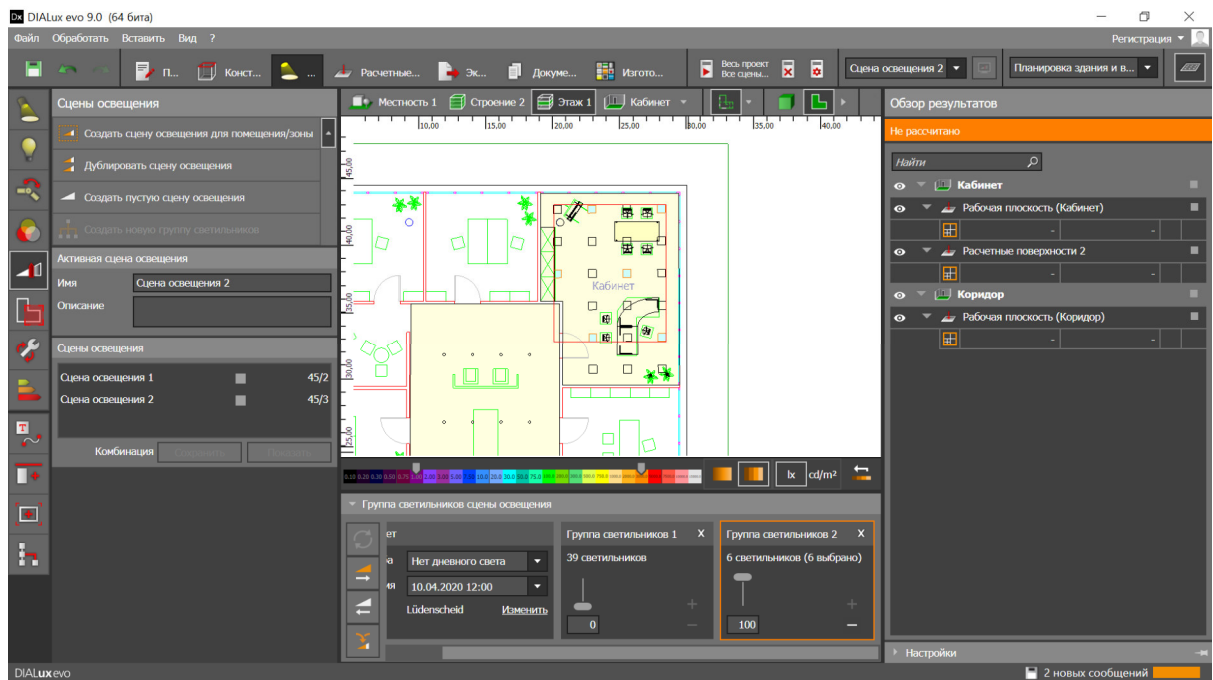 Dx DIALux evo 9.0 (64 бита)
Файл Обработать Вставить Вид ?
Регистрация
П... Конст... ... Расчетные... Эк... Докуме... Изгото...
Весь проект
Все сцены...
Сцена освещения 2
Планировка здания и в...
Сцены освещения
Создать сцену освещения для помещения/зоны
Дублировать сцену освещения
Создать пустую сцену освещения
Создать новую группу светильников
Активная сцена освещения
Имя Сцена освещения 2
Описание
Сцены освещения
Сцена освещения 1 45/2
Сцена освещения 2 45/3
Комбинация Сохранить Показать
Местность 1 Строение 2 Этаж 1 Кабинет
10,00 15,00 20,00 25,00 30,00 35,00 40,00
45,00
40,00
35,00
30,00
25,00
Кабинет
lx cd/m²
Группа светильников сцены освещения
ет
Группа светильников 1 X
Группа светильников 2 X
а Нет дневного света
39 светильников
6 светильников (6 выбрано)
ия 10.04.2020 12:00
Lüdenscheid Изменить
0
100
Обзор результатов
Не рассчитано
Найти
Кабинет
Рабочая плоскость (Кабинет)
- -
Расчетные поверхности 2
- -
Коридор
Рабочая плоскость (Коридор)
- -
Настройки
DIALux evo
2 новых сообщений